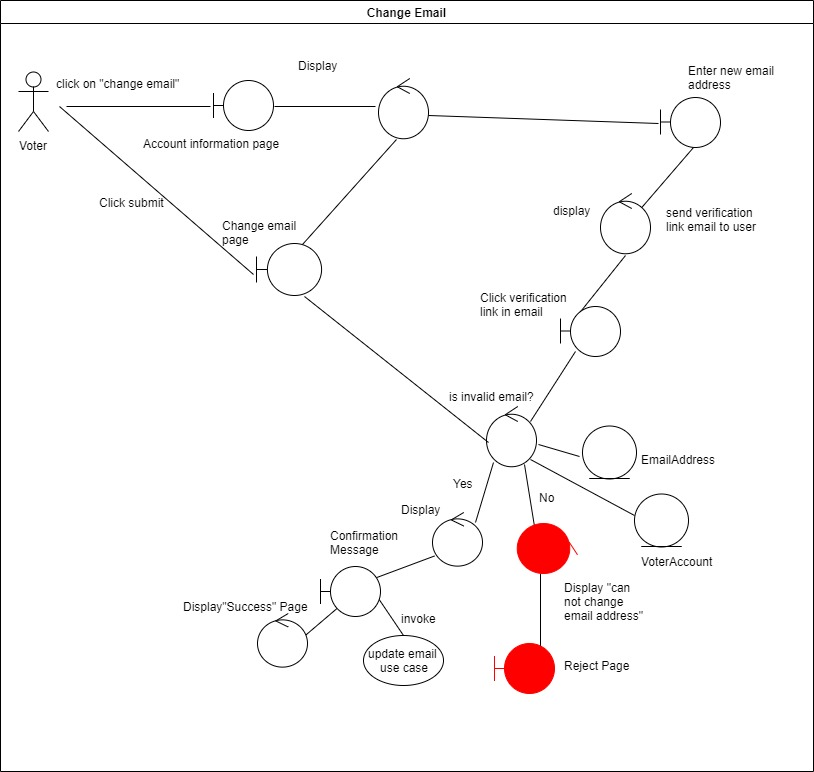 Change Email
Display
Enter new email
address
click on "change email"
Voter
Account information page
Click submit
Change email
page
display
send verification
link email to user
Click verification
link in email
is invalid email?
EmailAddress
Yes
No
Display
Confirmation
Message
VoterAccount
Display "can
not change
email address"
Display"Success" Page
invoke
update email
use case
Reject Page